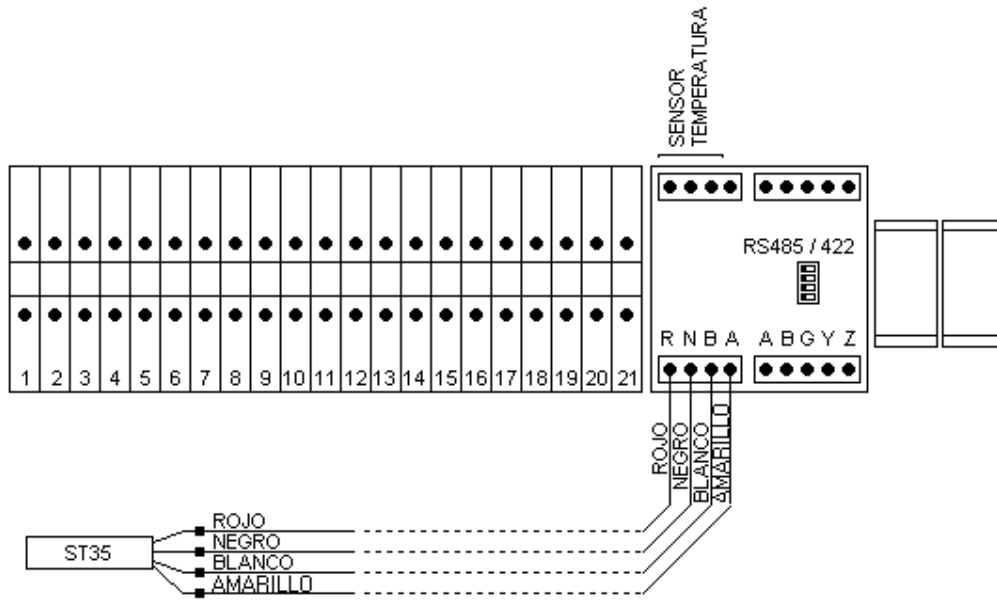 SENSOR
TEMPERATURA
RS485 / 422
R N B A A B G Y Z
1 2 3 4 5 6 7 8 9 10 11 12 13 14 15 16 17 18 19 20 21
ROJO
NEGRO
BLANCO
AMARILLO
ST35
ROJO
NEGRO
BLANCO
AMARILLO